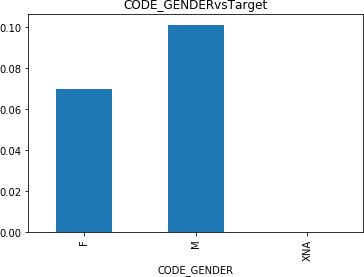 CODE_GENDERvsTarget
0.10
0.08
0.06
0.04
0.02
0.00
F
M
XNA
CODE_GENDER